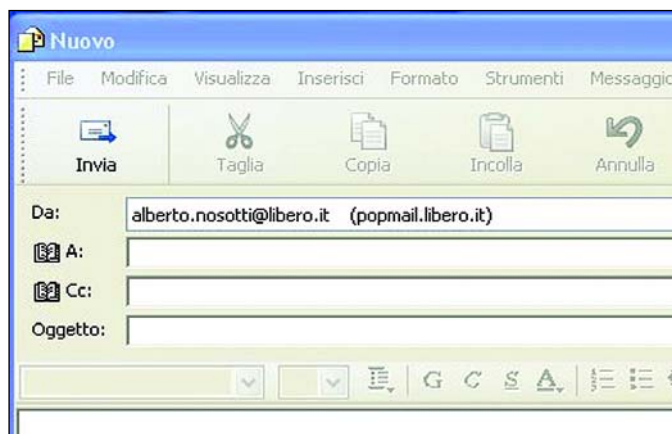 Nuovo
File Modifica Visualizza Inserisci Formato Strumenti Messaggio
Invia Taglia Copia Incolla Annulla
Da: alberto.nosotti@libero.it (popmail.libero.it)
A:
Cc:
Oggetto:
G C S A